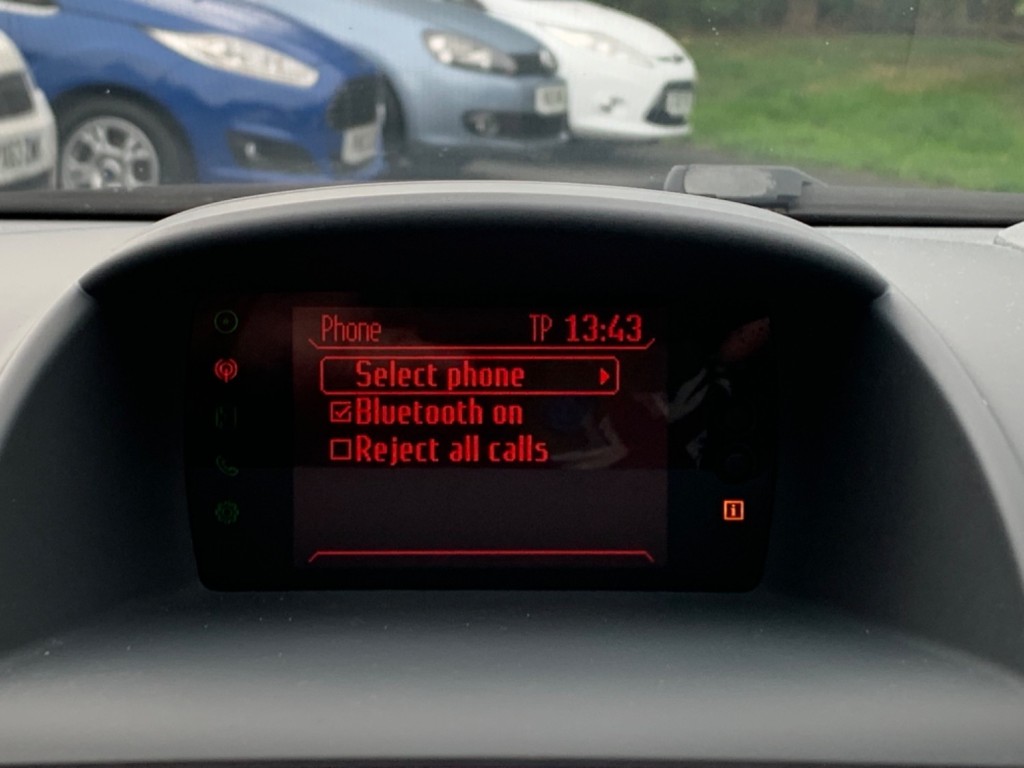 Phone TP 13:43
Select phone
Bluetooth on
Reject all calls
i